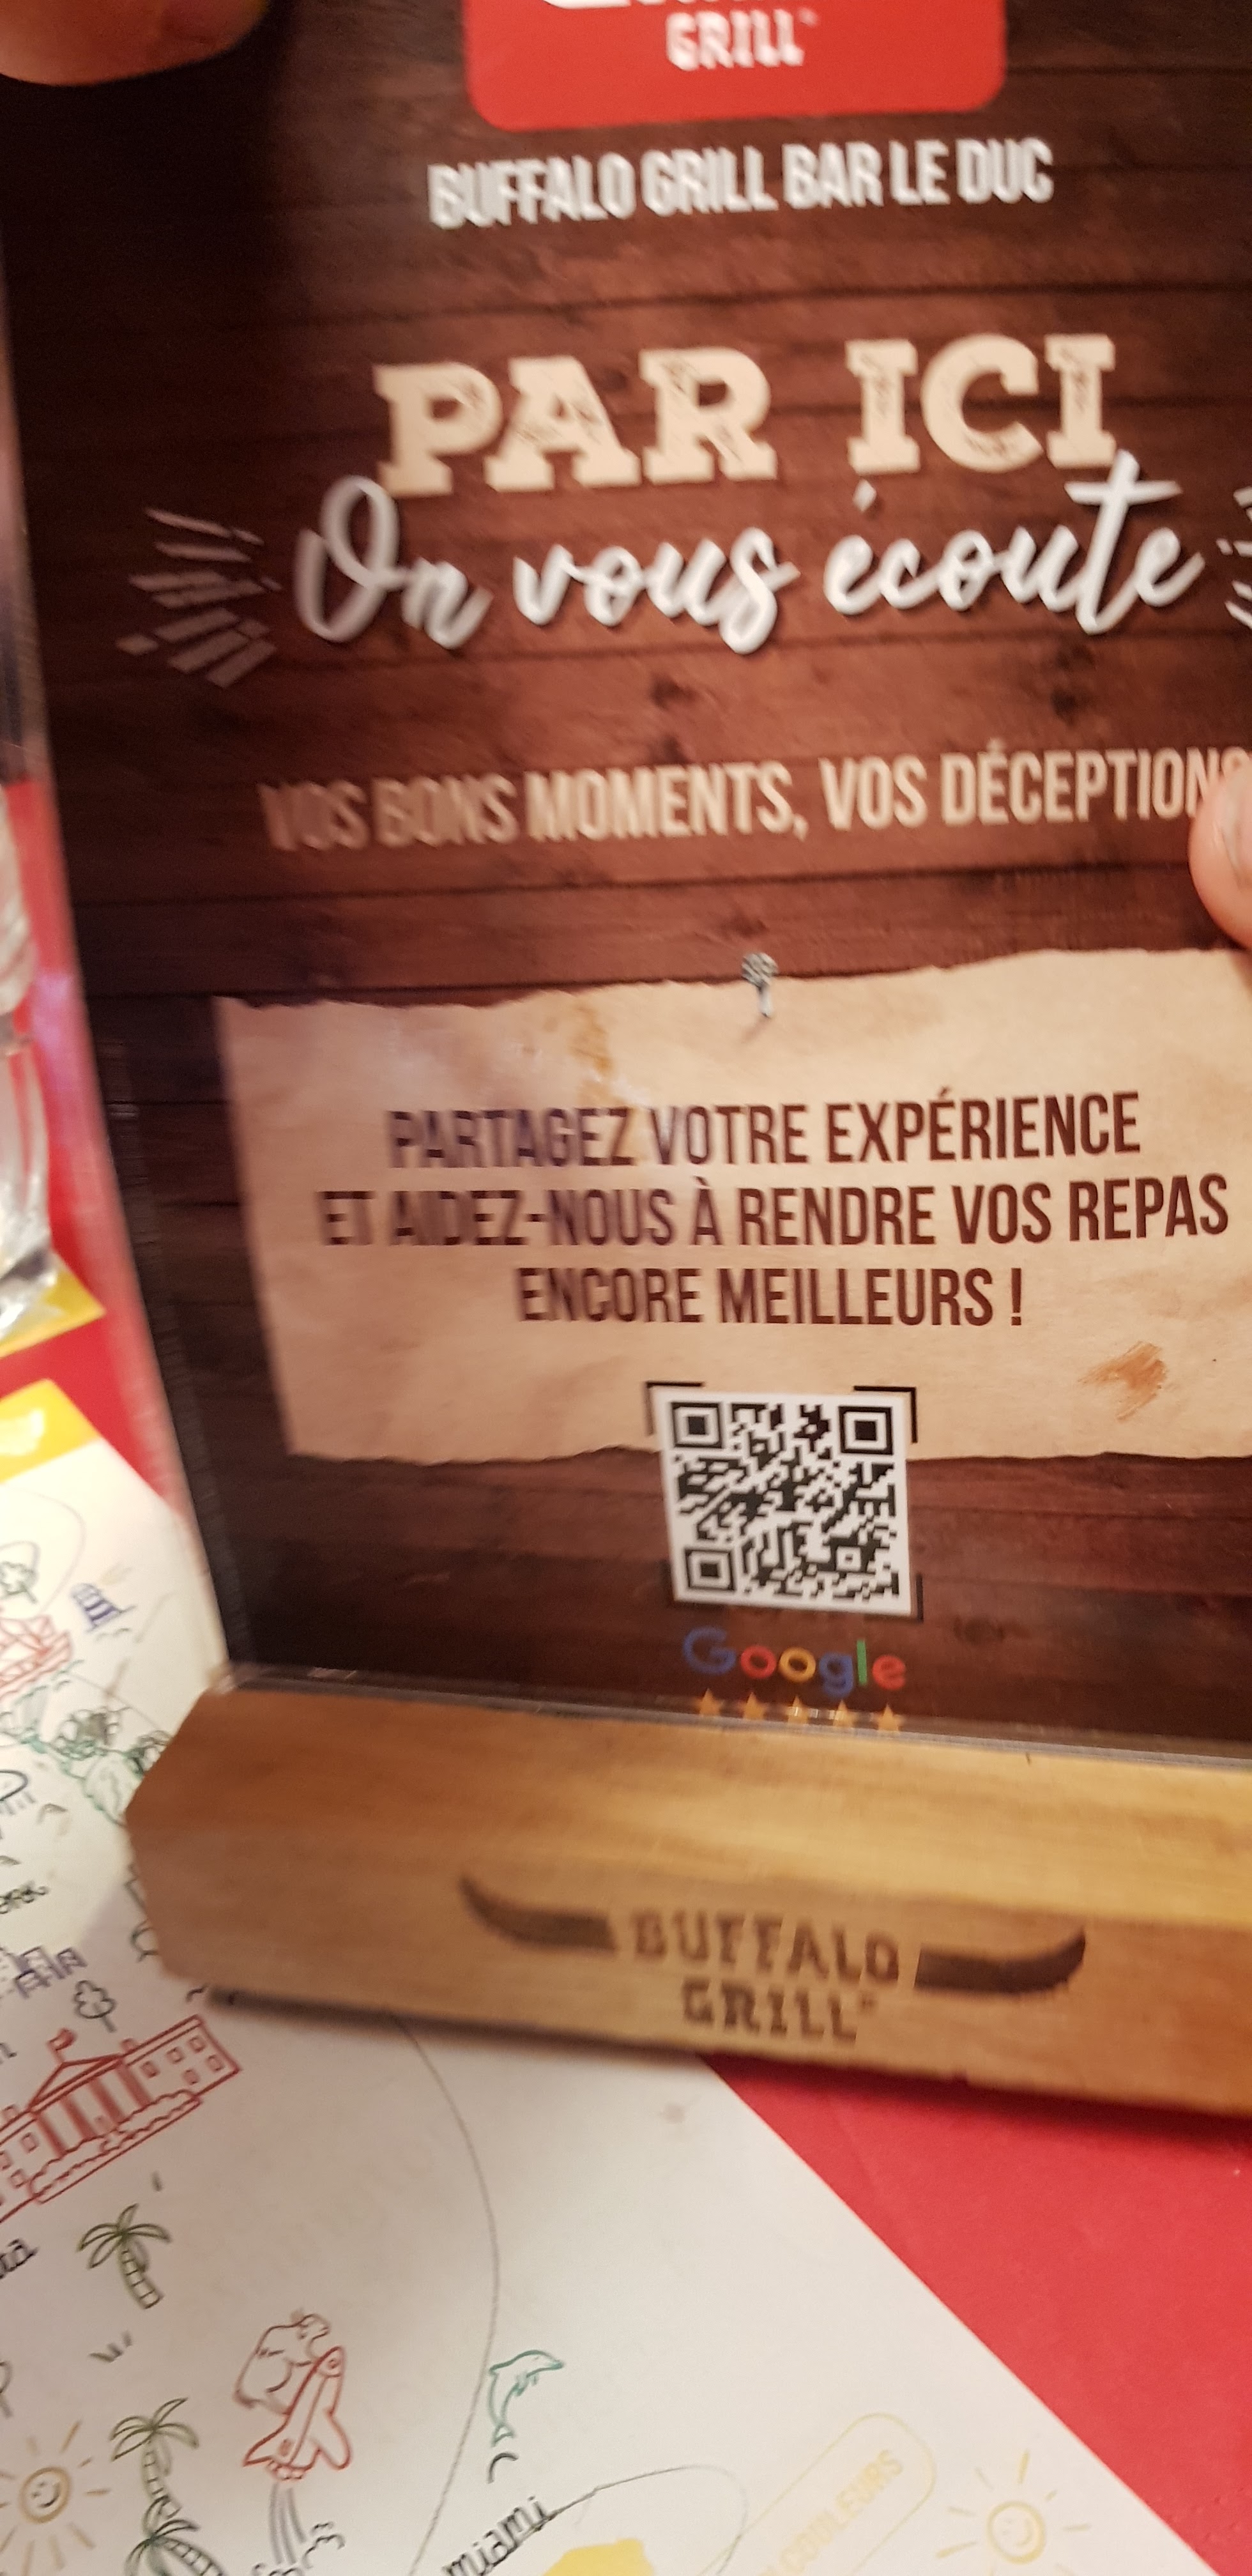 GRILL
BUFFALO GRILL BAR LE DUC
PAR ICI
On vous écoute
VOS BONS MOMENTS, VOS DÉCEPTIONS
PARTAGEZ VOTRE EXPÉRIENCE
ET AIDEZ-NOUS À RENDRE VOS REPAS
ENCORE MEILLEURS !
Google
BUFFALO
GRILL
miami
COULEURS